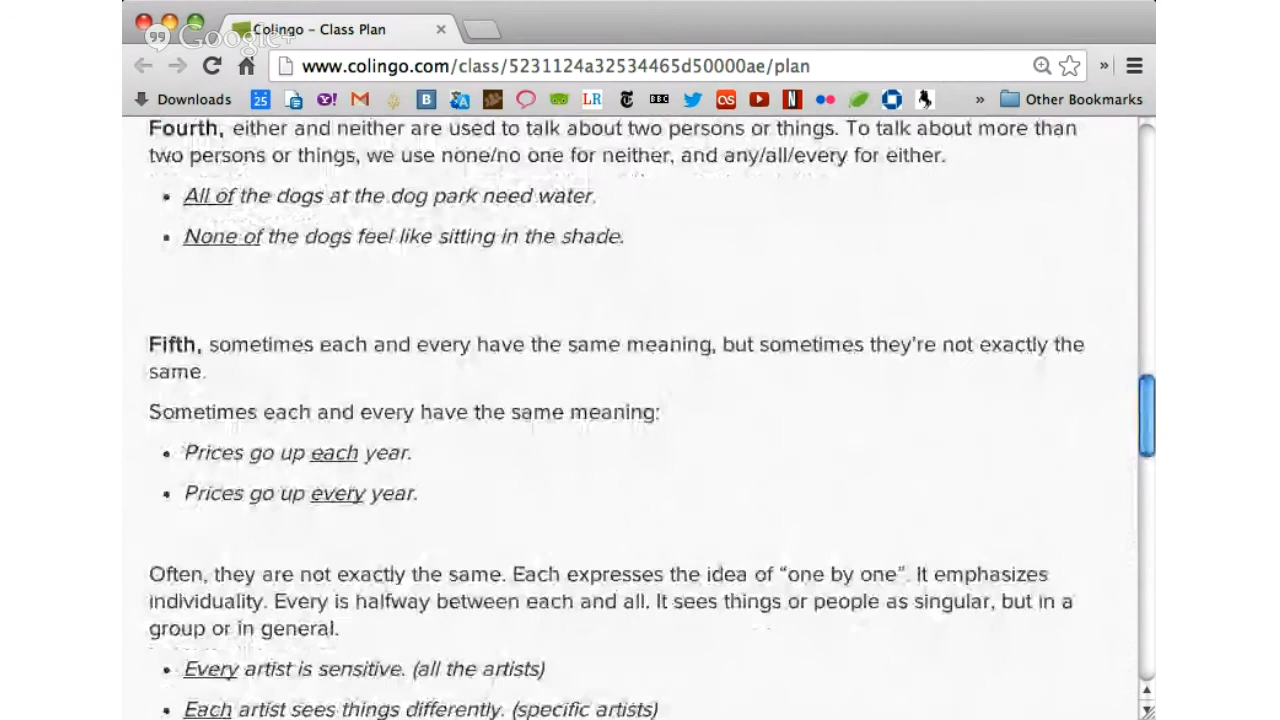 Colingo – Class Plan
Google+
www.colingo.com/class/5231124a32534465d50000ae/plan
Downloads
25
Y!
B
LR
BBC
N
Other Bookmarks
Fourth, either and neither are used to talk about two persons or things. To talk about more than
two persons or things, we use none/no one for neither, and any/all/every for either.
All of the dogs at the dog park need water.
None of the dogs feel like sitting in the shade.
Fifth, sometimes each and every have the same meaning, but sometimes they're not exactly the
same.
Sometimes each and every have the same meaning:
Prices go up each year.
Prices go up every year.
Often, they are not exactly the same. Each expresses the idea of “one by one”. It emphasizes
individuality. Every is halfway between each and all. It sees things or people as singular, but in a
group or in general.
Every artist is sensitive. (all the artists)
Each artist sees things differently. (specific artists)